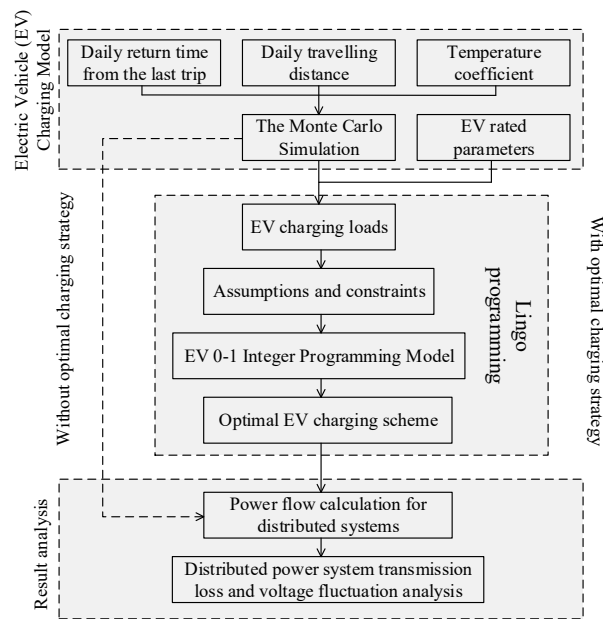 Electric Vehicle (EV)
Charging Model
Daily return time
from the last trip
Daily travelling
distance
Temperature
coefficient
The Monte Carlo
Simulation
EV rated
parameters
Without optimal charging strategy
EV charging loads
Assumptions and constraints
EV 0-1 Integer Programming Model
Optimal EV charging scheme
Lingo
programming
With optimal charging
strategy
Result analysis
Power flow calculation for
distributed systems
Distributed power system transmission
loss and voltage fluctuation analysis